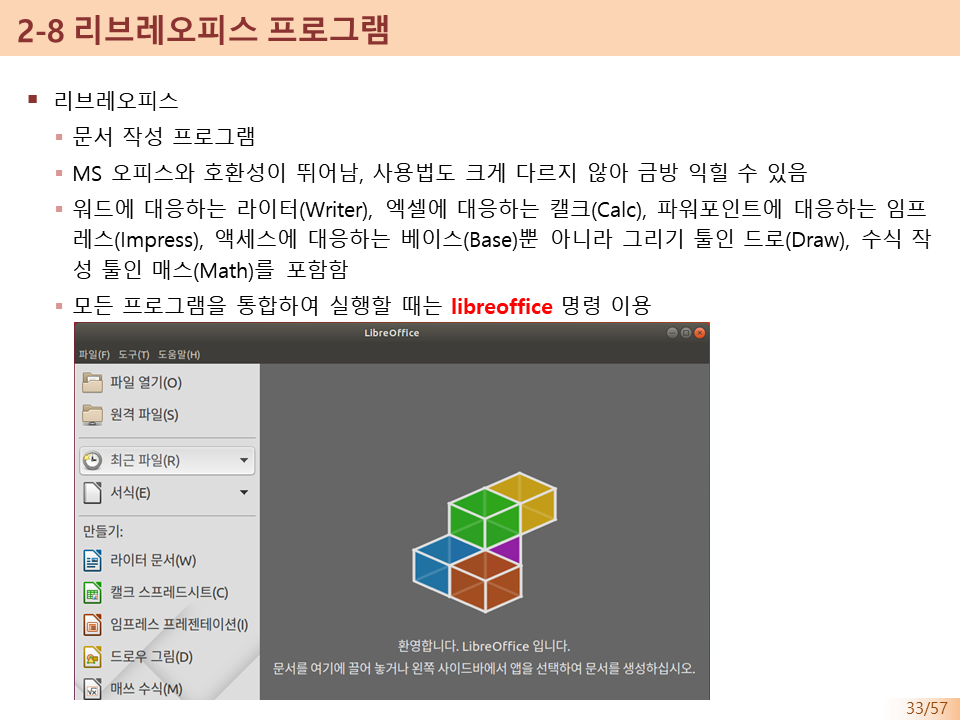 2-8 리브레오피스 프로그램
리브레오피스
문서 작성 프로그램
MS 오피스와 호환성이 뛰어남, 사용법도 크게 다르지 않아 금방 익힐 수 있음
워드에 대응하는 라이터(Writer), 엑셀에 대응하는 캘크(Calc), 파워포인트에 대응하는 임프
레스(Impress), 액세스에 대응하는 베이스(Base)뿐 아니라 그리기 툴인 드로(Draw), 수식 작
성 툴인 매스(Math)를 포함함
모든 프로그램을 통합하여 실행할 때는 libreoffice 명령 이용
LibreOffice
파일(F) 도구(T) 도움말(H)
파일 열기(O)
원격 파일(S)
최근 파일(R)
서식(E)
만들기:
라이터 문서(W)
캘크 스프레드시트(C)
임프레스 프레젠테이션(I)
드로우 그림(D)
매쓰 수식(M)
환영합니다. LibreOffice 입니다.
문서를 여기에 끌어 놓거나 왼쪽 사이드바에서 앱을 선택하여 문서를 생성하십시오.
33/57